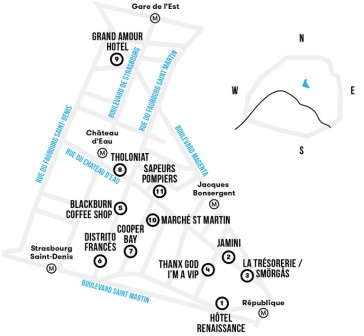 Gare de l'Est
M
GRAND AMOUR
HOTEL
9
BOULEVARD DE STRASBOURG
RUE DU FAUBOURG SAINT MARTIN
RUE DU FAUBOURG SAINT-DENIS
BOULEVARD MAGENTA
N
W
E
S
Château
d'Eau
M
RUE DU CHATEAU D'EAU
THOLONIAT
8
SAPEURS
POMPIERS
11
Jacques
Bonsergent
M
BLACKBURN
COFFEE SHOP
5
10
MARCHÉ ST MARTIN
COOPER
BAY
7
DISTRITO
FRANCÈS
6
Strasbourg
Saint-Denis
M
JAMINI
2
THANX GOD
I'M A VIP
4
LA TRÉSORERIE /
SMÖRGÅS
3
BOULEVARD SAINT MARTIN
1
HÔTEL
RENAISSANCE
République
M